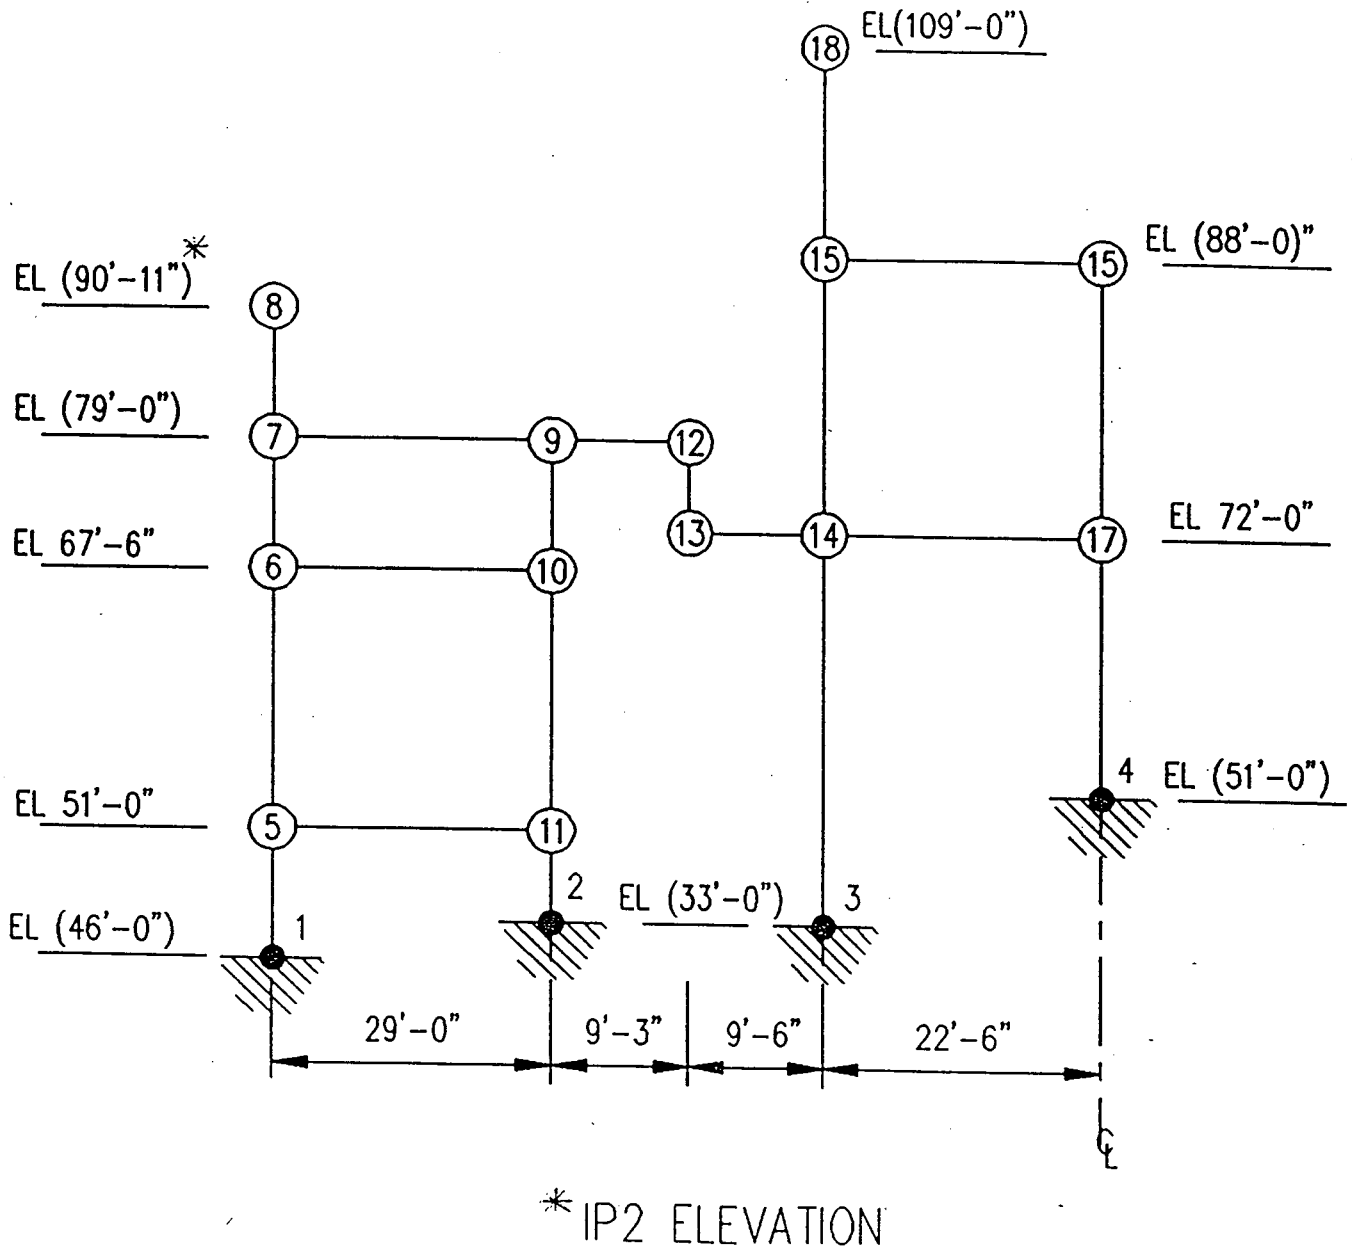 18 EL(109'-0")
15 15 EL (88'-0)"
EL (90'-11")*
8
EL (79'-0")
7 9 12
13 14 17 EL 72'-0"
EL 67'-6"
6 10
4 EL (51'-0")
EL 51'-0"
5 11
2 EL (33'-0") 3
EL (46'-0") 1
29'-0" 9'-3" 9'-6" 22'-6"
℄
* IP2 ELEVATION